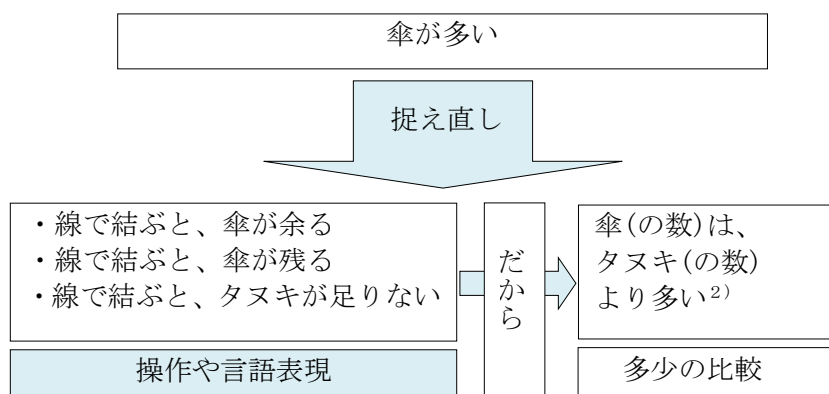 傘が多い
捉え直し
・線で結ぶと、傘が余る
・線で結ぶと、傘が残る
・線で結ぶと、タヌキが足りない
だから
傘(の数)は、
タヌキ(の数)
より多い²⁾
操作や言語表現
多少の比較